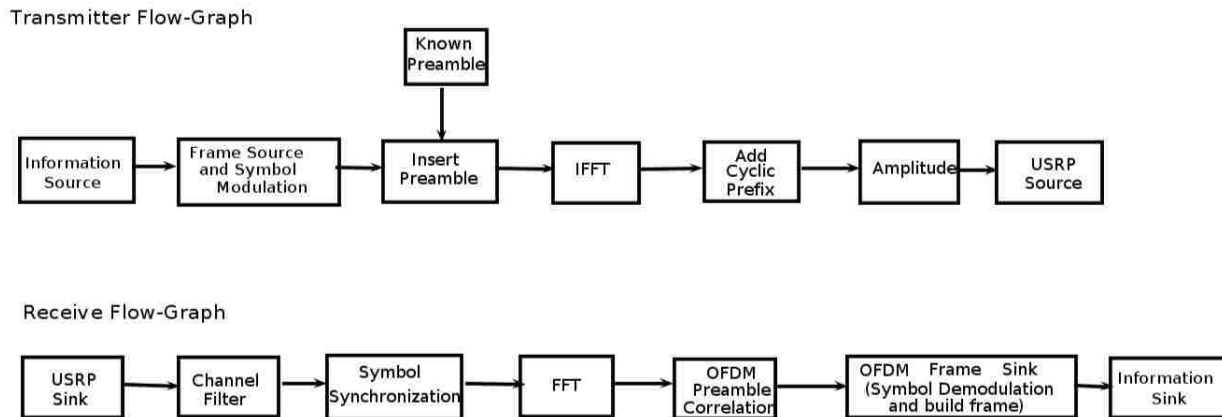 Transmitter Flow-Graph
Known
Preamble
Information
Source
Frame Source
and Symbol
Modulation
Insert
Preamble
IFFT
Add
Cyclic
Prefix
Amplitude
USRP
Source
Receive Flow-Graph
USRP
Sink
Channel
Filter
Symbol
Synchronization
FFT
OFDM
Preamble
Correlation
OFDM Frame Sink
(Symbol Demodulation
and build frame)
Information
Sink